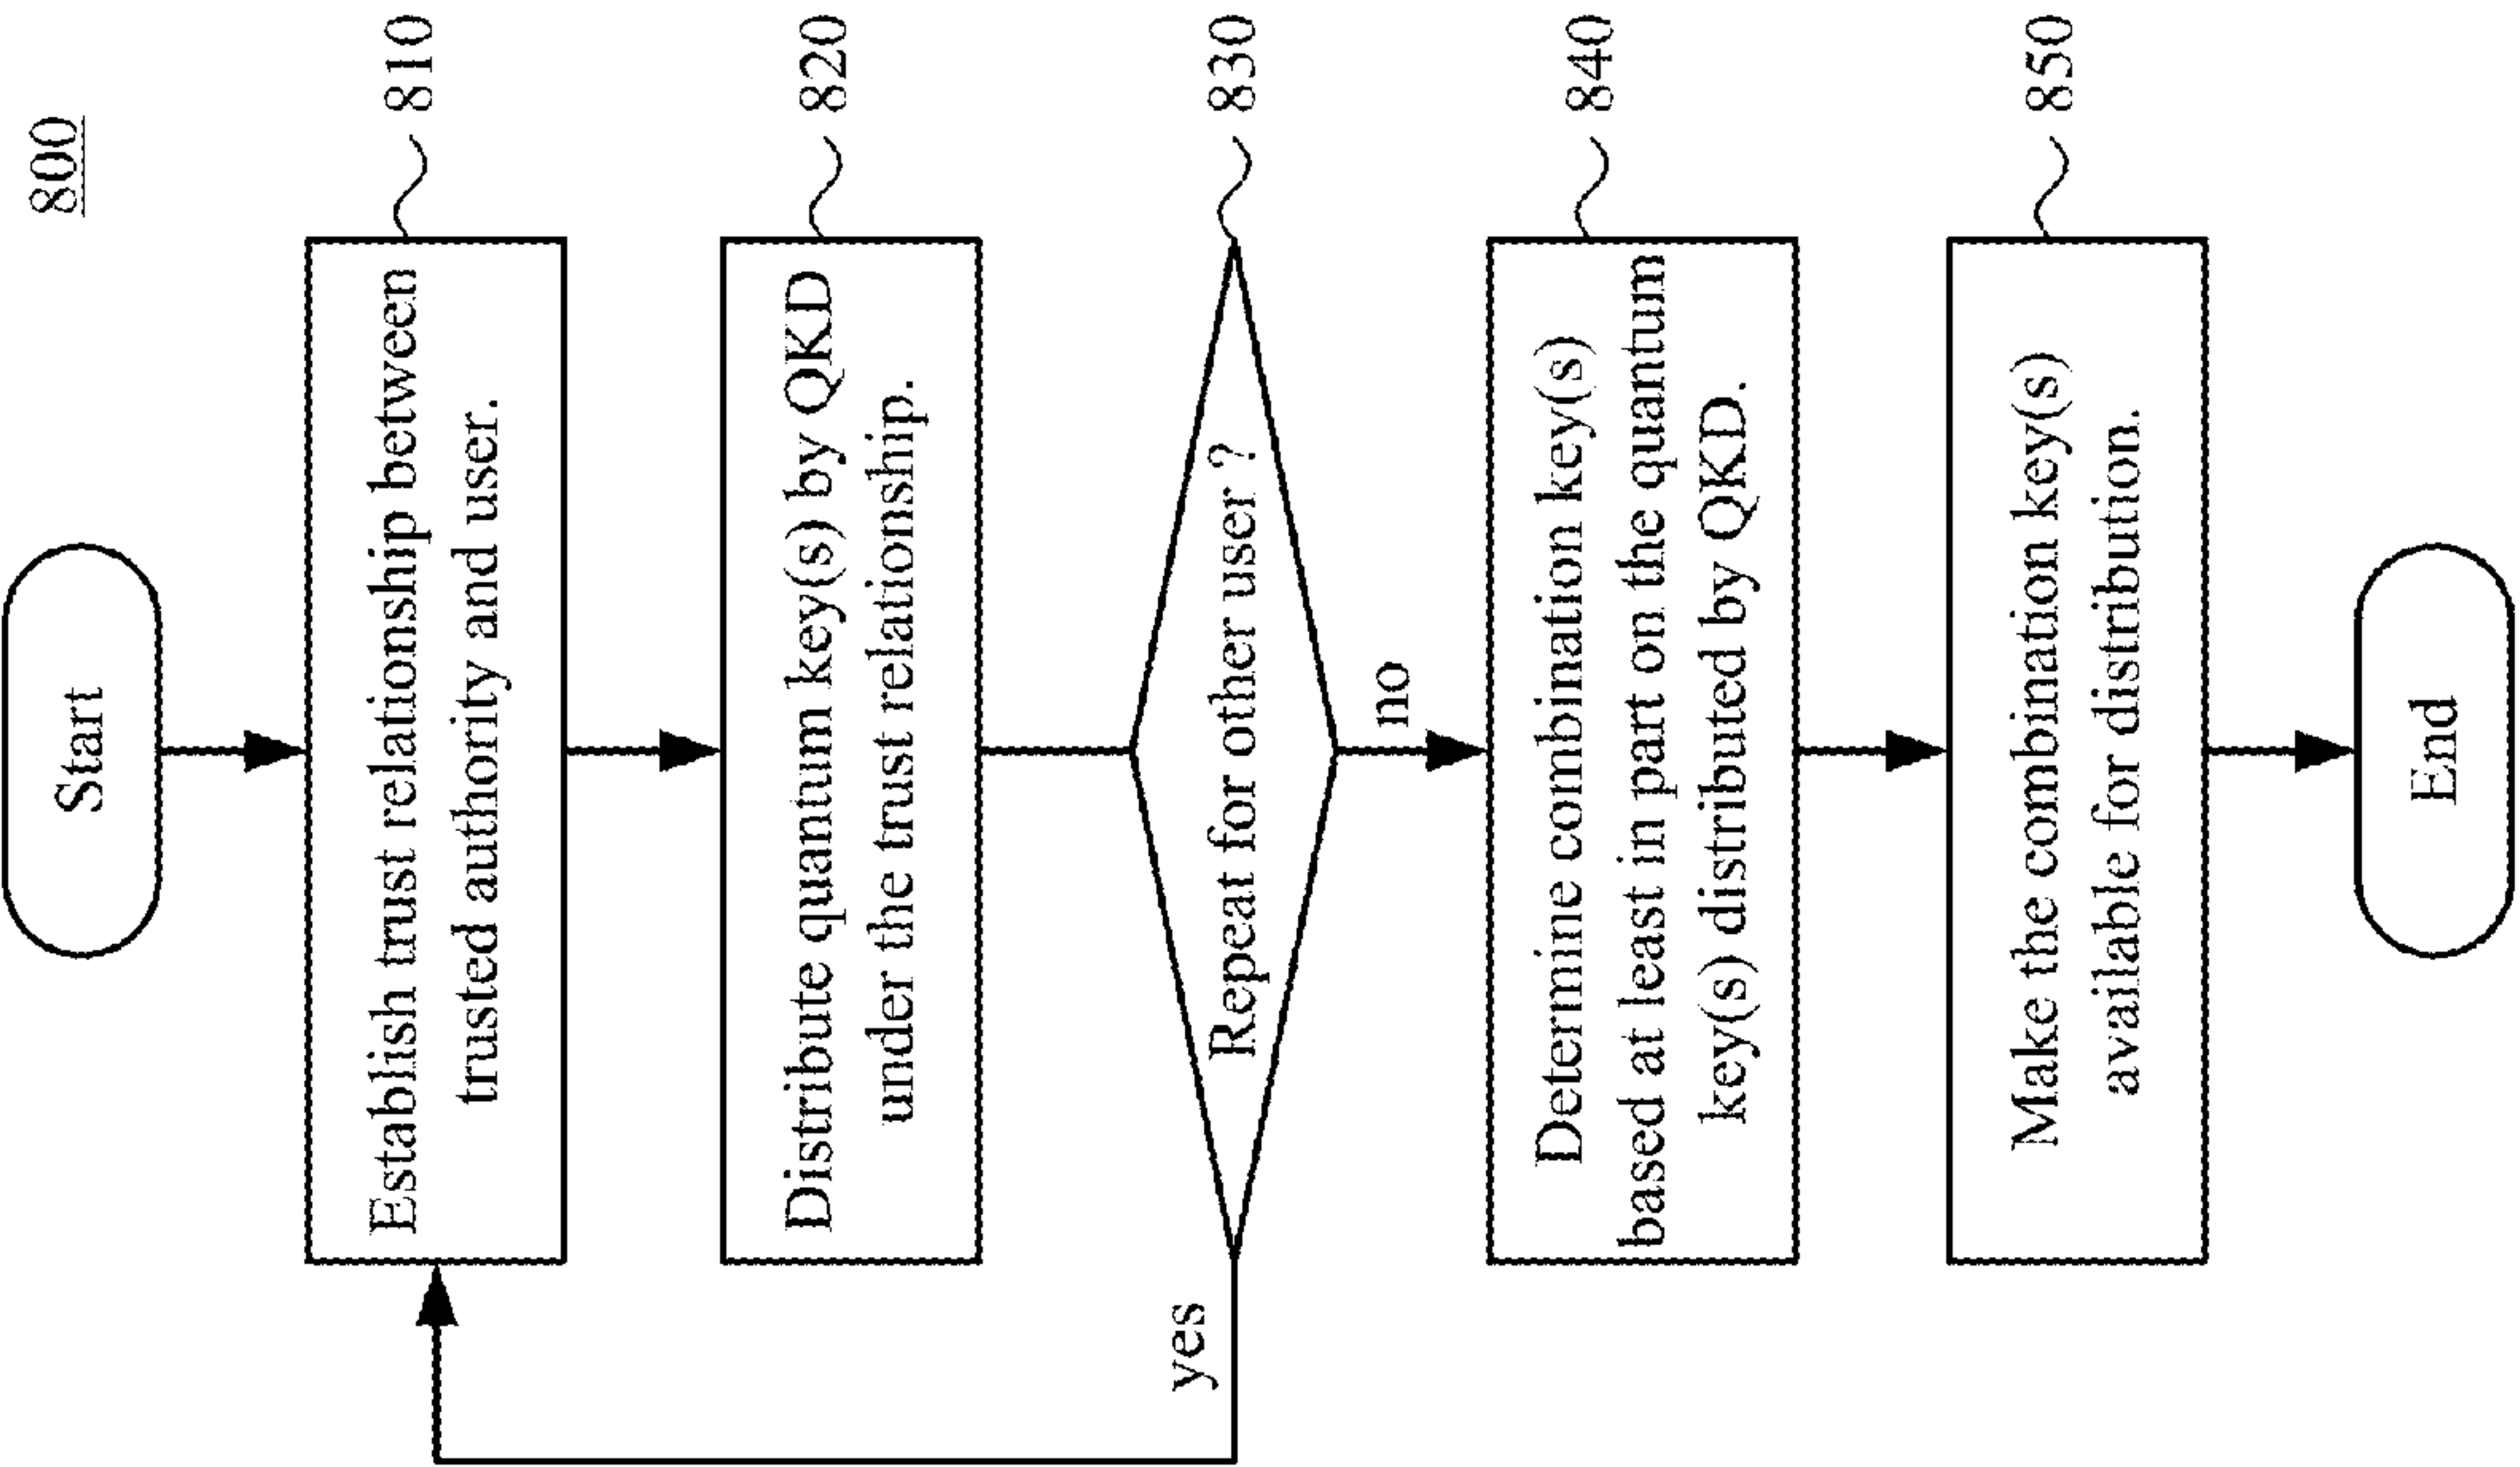 800
Start
Establish trust relationship between
trusted authority and user.
810
Distribute quantum key(s) by QKD
under the trust relationship.
820
Repeat for other user ?
830
yes
no
Determine combination key(s)
based at least in part on the quantum
key(s) distributed by QKD.
840
Make the combination key(s)
available for distribution.
850
End